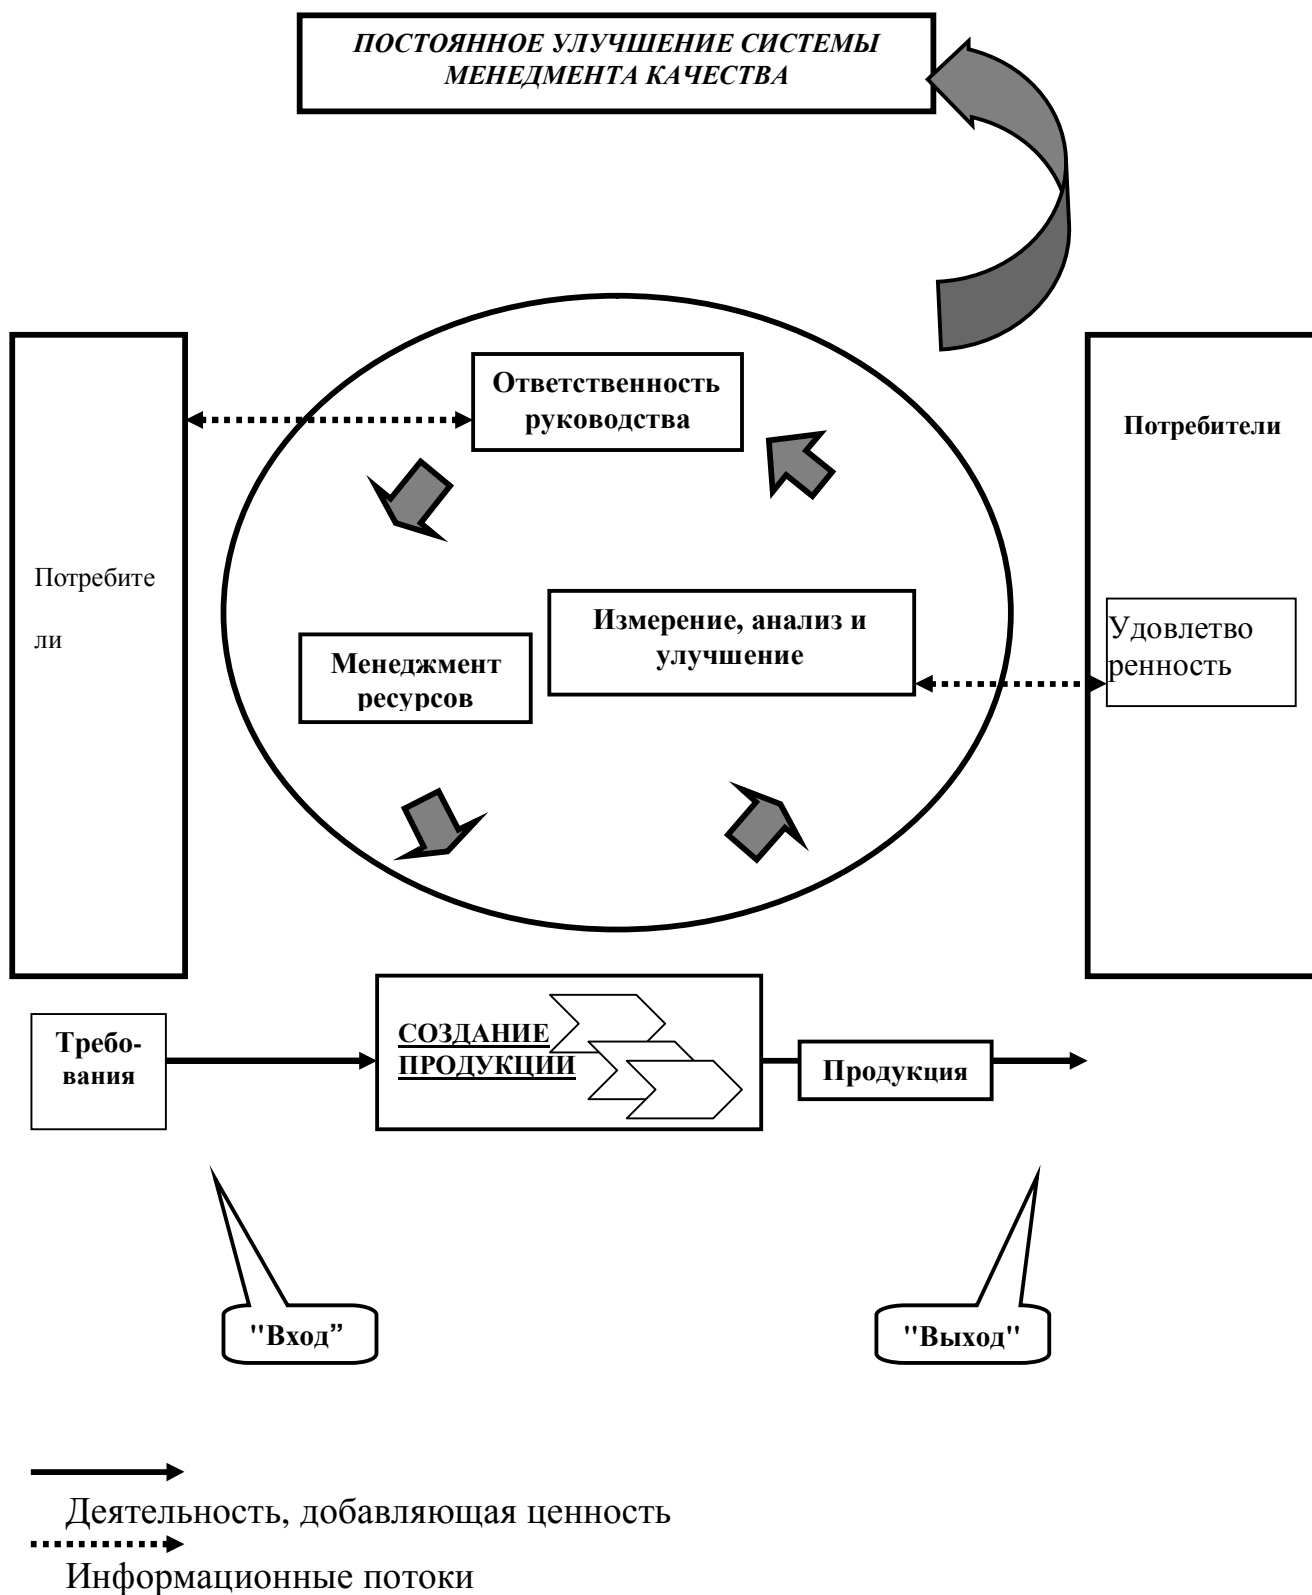 ПОСТОЯННОЕ УЛУЧШЕНИЕ СИСТЕМЫ
МЕНЕДМЕНТА КАЧЕСТВА
Ответственность
руководства
Потребители
Потребите
ли
Измерение, анализ и
улучшение
Менеджмент
ресурсов
Удовлетво
ренность
Требо-
вания
СОЗДАНИЕ
ПРОДУКЦИИ
Продукция
"Вход”
"Выход"
Деятельность, добавляющая ценность
Информационные потоки